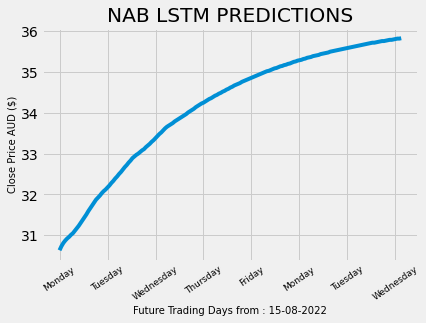 NAB LSTM PREDICTIONS
36
35
34
33
32
31
Close Price AUD ($)
Monday
Tuesday
Wednesday
Thursday
Friday
Monday
Tuesday
Wednesday
Future Trading Days from : 15-08-2022